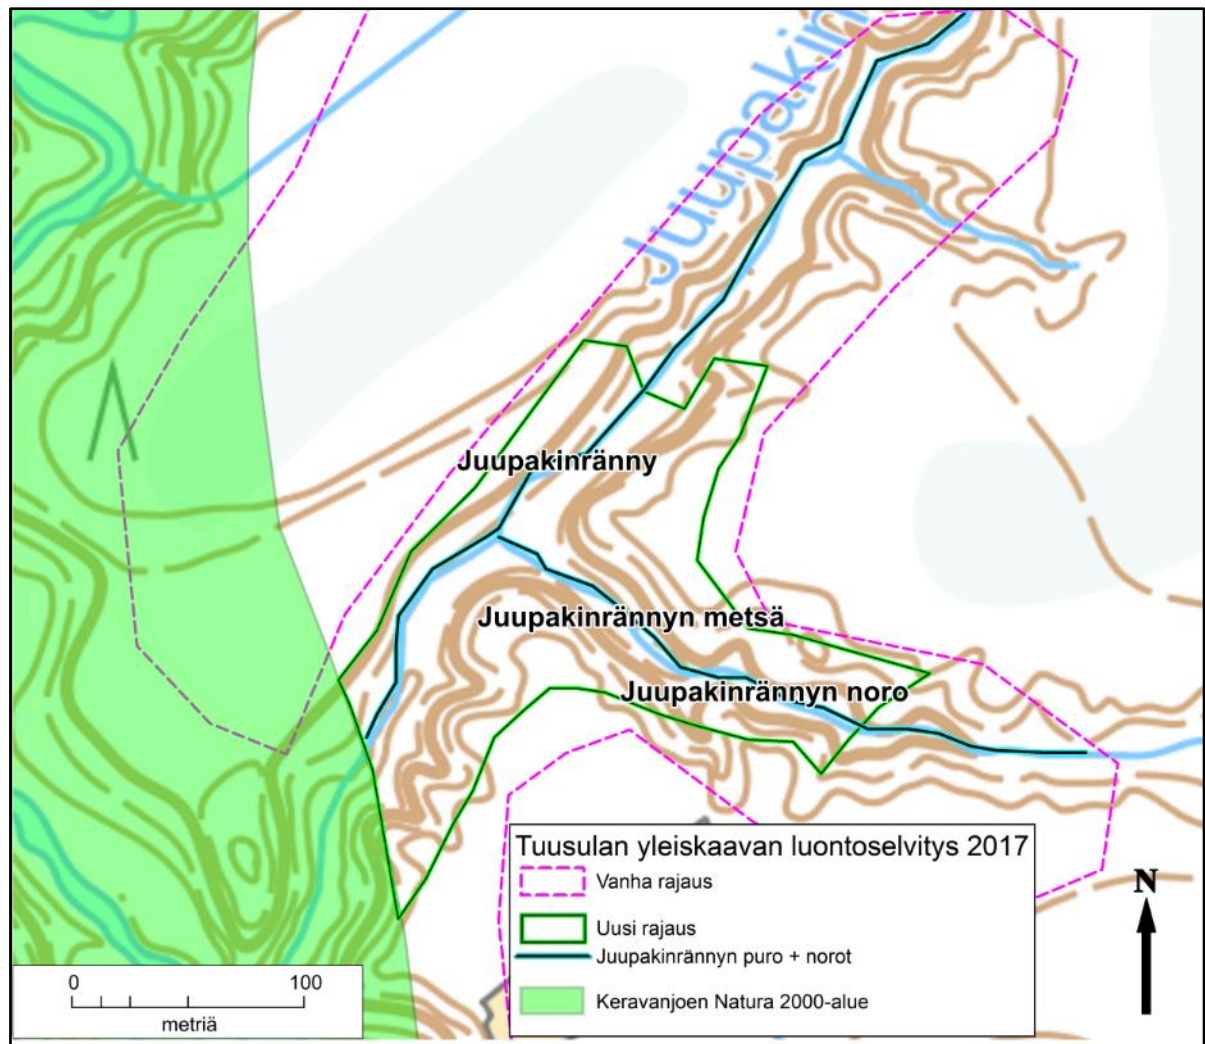 Juupakin
Juupakinränny
Juupakinrännyn metsä
Juupakinrännyn noro
Tuusulan yleiskaavan luontoselvitys 2017
Vanha rajaus
Uusi rajaus
Juupakinrännyn puro + norot
Keravanjoen Natura 2000-alue
N
0 100
metriä